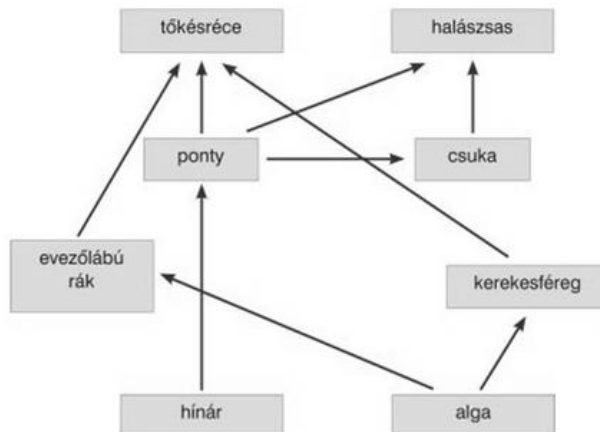 tőkésréce
halászsas
ponty
csuka
evezőlábú
rák
kerekesféreg
hínár
alga